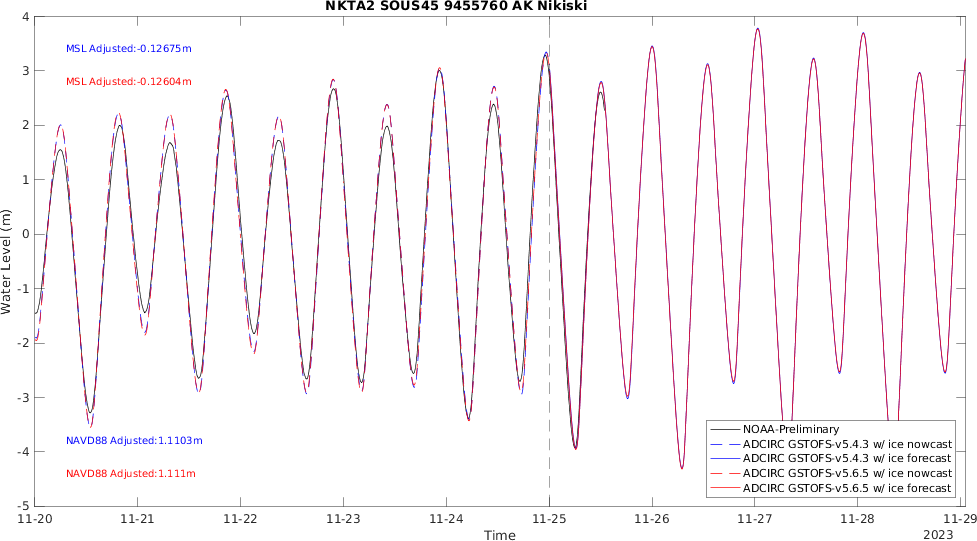 NKTA2 SOUS45 9455760 AK Nikiski
MSL Adjusted:-0.12675m
MSL Adjusted:-0.12604m
NAVD88 Adjusted:1.1103m
NAVD88 Adjusted:1.111m
Water Level (m)
4
3
2
1
0
-1
-2
-3
-4
-5
NOAA-Preliminary
ADCIRC GSTOFS-v5.4.3 w/ ice nowcast
ADCIRC GSTOFS-v5.4.3 w/ ice forecast
ADCIRC GSTOFS-v5.6.5 w/ ice nowcast
ADCIRC GSTOFS-v5.6.5 w/ ice forecast
11-20
11-21
11-22
11-23
11-24
11-25
11-26
11-27
11-28
11-29
Time
2023